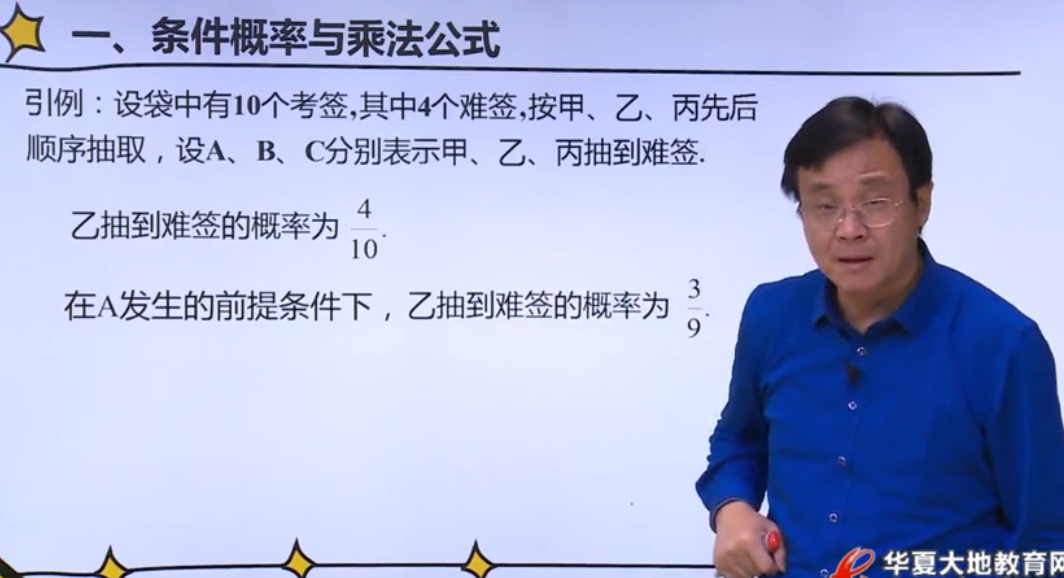 一、条件概率与乘法公式
引例：设袋中有10个考签,其中4个难签,按甲、乙、丙先后
顺序抽取，设A、B、C分别表示甲、乙、丙抽到难签.
乙抽到难签的概率为 4/10.
在A发生的前提条件下，乙抽到难签的概率为 3/9.
华夏大地教育网